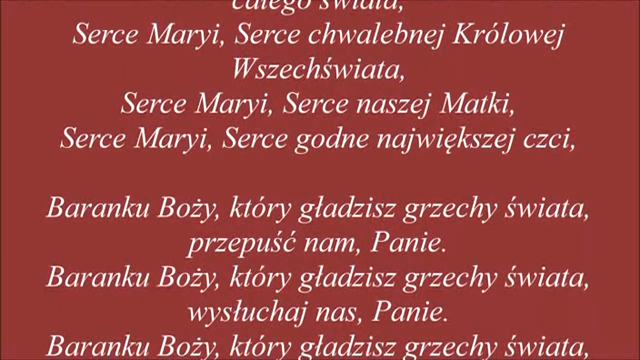 całego świata,
Serce Maryi, Serce chwalebnej Królowej
Wszechświata,
Serce Maryi, Serce naszej Matki,
Serce Maryi, Serce godne największej czci,
Baranku Boży, który gładzisz grzechy świata,
przepuść nam, Panie.
Baranku Boży, który gładzisz grzechy świata,
wysłuchaj nas, Panie.
Baranku Boży, który gładzisz grzechy świata,